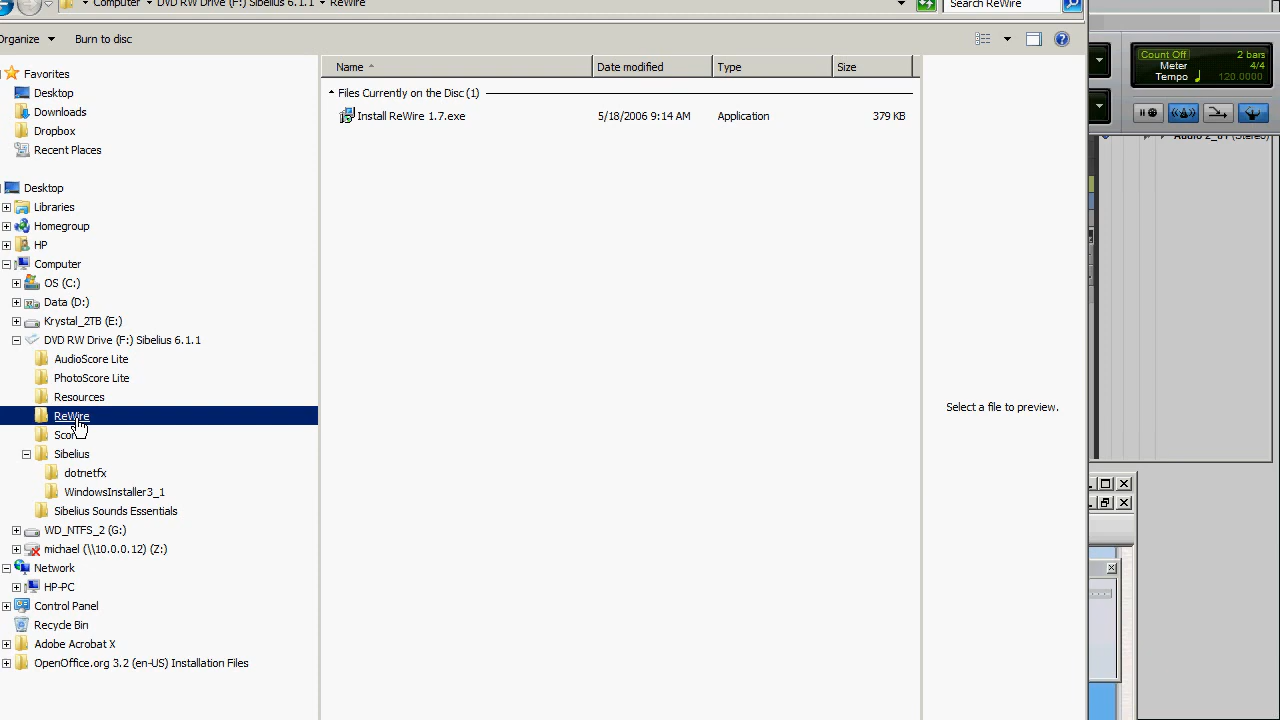 Computer ▸ DVD RW Drive (F:) Sibelius 6.1.1 ▸ ReWire
Search ReWire
Organize
Burn to disc
Name
Date modified
Type
Size
Files Currently on the Disc (1)
Install ReWire 1.7.exe
5/18/2006 9:14 AM
Application
379 KB
Select a file to preview.
Favorites
Desktop
Downloads
Dropbox
Recent Places
Desktop
Libraries
Homegroup
HP
Computer
OS (C:)
Data (D:)
Krystal_2TB (E:)
DVD RW Drive (F:) Sibelius 6.1.1
AudioScore Lite
PhotoScore Lite
Resources
ReWire
Sibelius
dotnetfx
WindowsInstaller3_1
Sibelius Sounds Essentials
WD_NTFS_2 (G:)
michael (\\10.0.0.12) (Z:)
Network
HP-PC
Control Panel
Recycle Bin
Adobe Acrobat X
OpenOffice.org 3.2 (en-US) Installation Files
Count Off
2 bars
Meter
4/4
Tempo
120.0000
(Stereo)